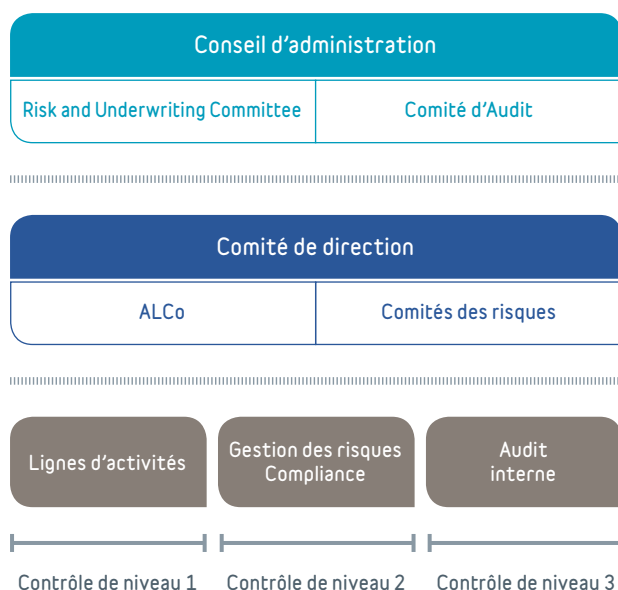 Conseil d'administration
Risk and Underwriting Committee
Comité d'Audit
Comité de direction
ALCo
Comités des risques
Lignes d'activités
Gestion des risques
Compliance
Audit
interne
Contrôle de niveau 1
Contrôle de niveau 2
Contrôle de niveau 3